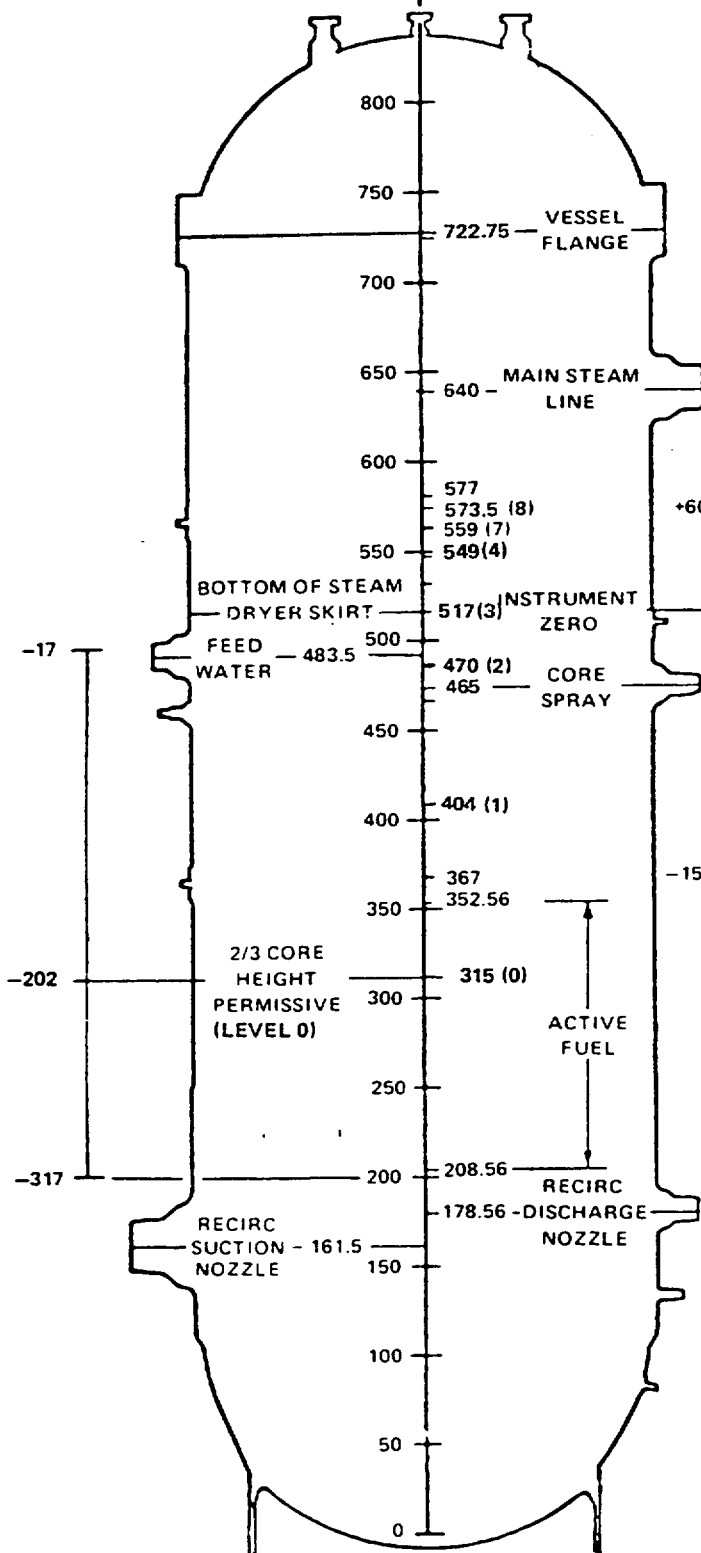 800
750
722.75
VESSEL
FLANGE
700
650
640 –
MAIN STEAM
LINE
600
577
573.5 (8)
+60
559 (7)
550
549(4)
BOTTOM OF STEAM
DRYER SKIRT
517(3)
INSTRUMENT
ZERO
500
-17
FEED
WATER
– 483.5
470 (2)
465
CORE
SPRAY
450
404 (1)
400
367
-15
352.56
350
2/3 CORE
HEIGHT
PERMISSIVE
(LEVEL 0)
-202
315 (0)
300
ACTIVE
FUEL
250
-317
200
208.56
178.56 –
RECIRC
DISCHARGE
NOZZLE
RECIRC
SUCTION – 161.5
NOZZLE
150
100
50
0